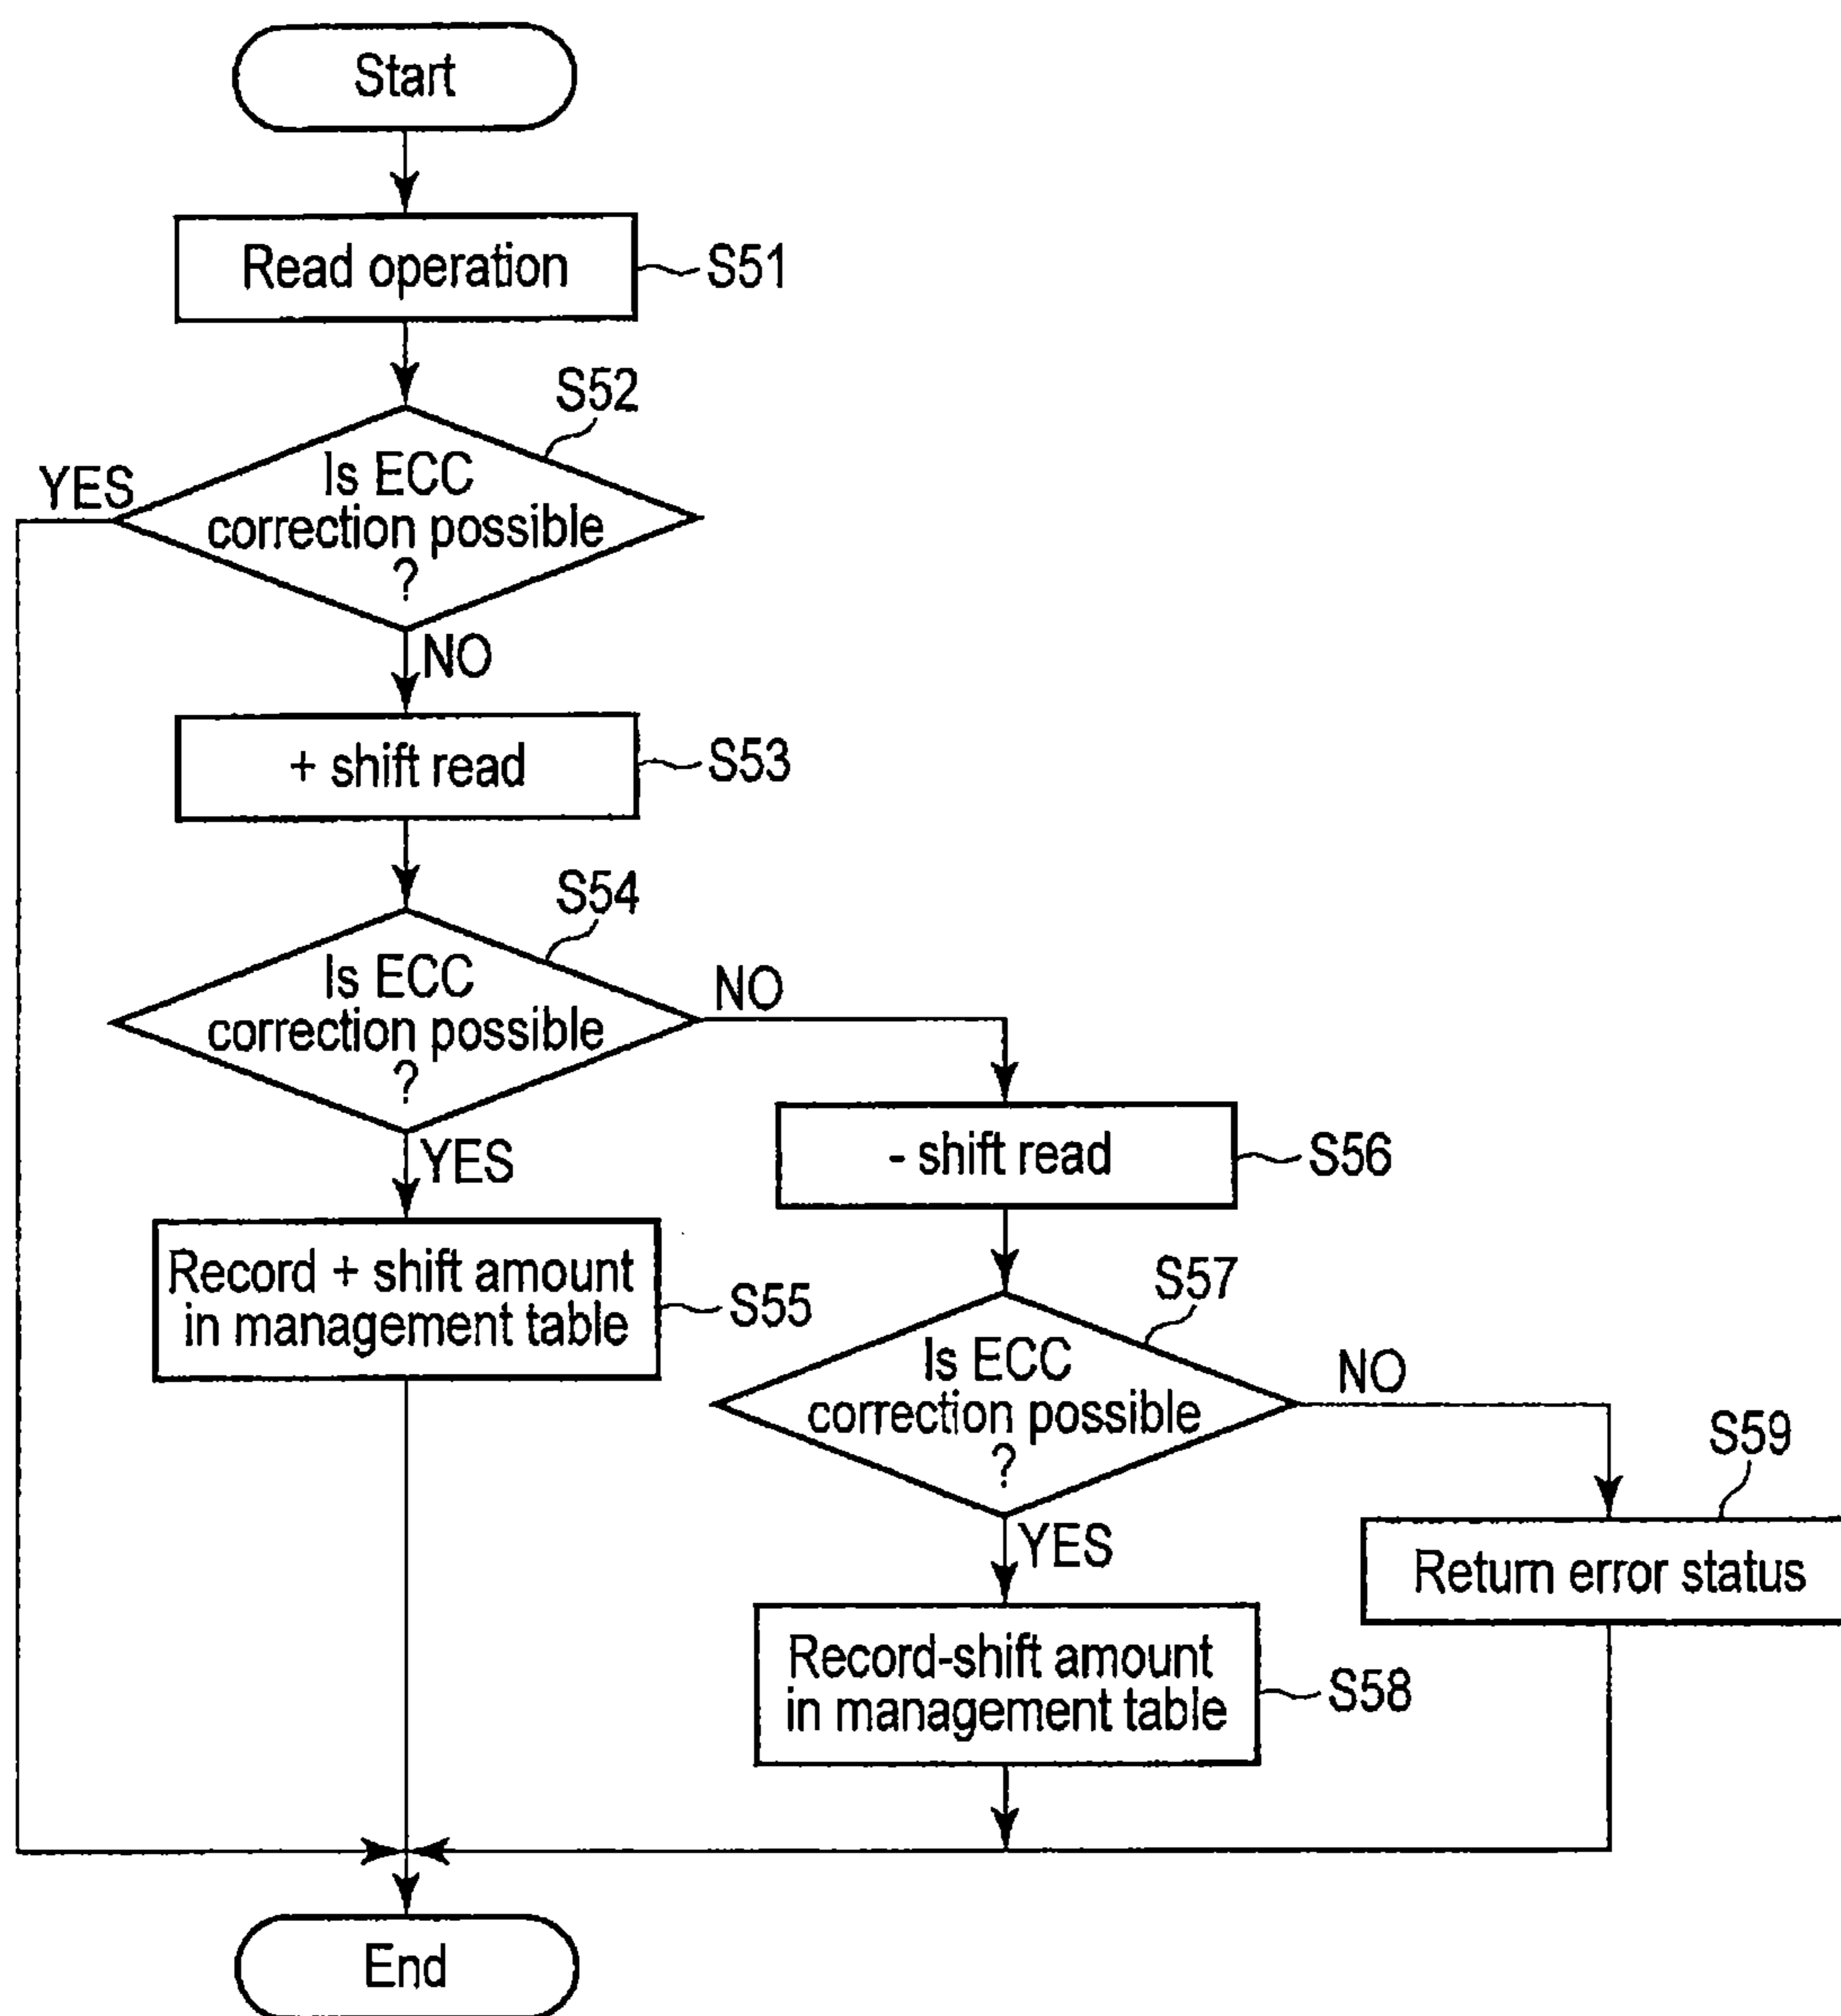 Start
Read operation
S51
S52
Is ECC
correction possible
?
YES
NO
+ shift read
S53
S54
Is ECC
correction possible
?
NO
YES
- shift read
S56
Record + shift amount
in management table
S55
S57
Is ECC
correction possible
?
NO
YES
S59
Return error status
Record-shift amount
in management table
S58
End